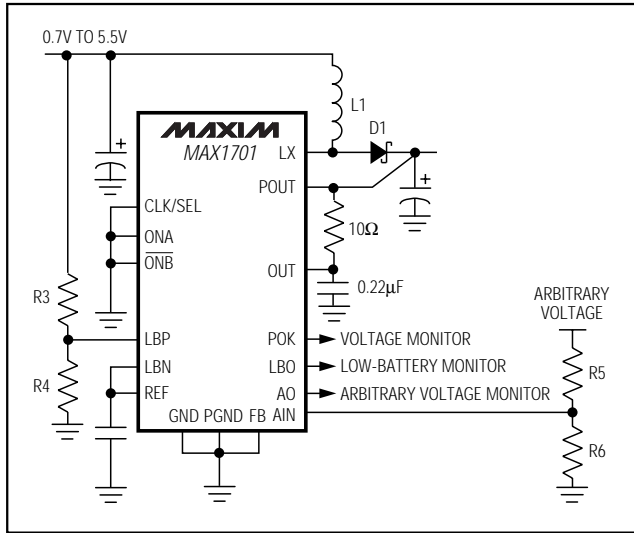 0.7V TO 5.5V
L1
MAXIM
D1
MAX1701
LX
POUT
CLK/SEL
10Ω
ONA
ONB
OUT
0.22µF
ARBITRARY
VOLTAGE
R3
LBP
POK
VOLTAGE MONITOR
LBN
LBO
LOW-BATTERY MONITOR
R5
R4
REF
AO
ARBITRARY VOLTAGE MONITOR
GND PGND FB AIN
R6
+
+